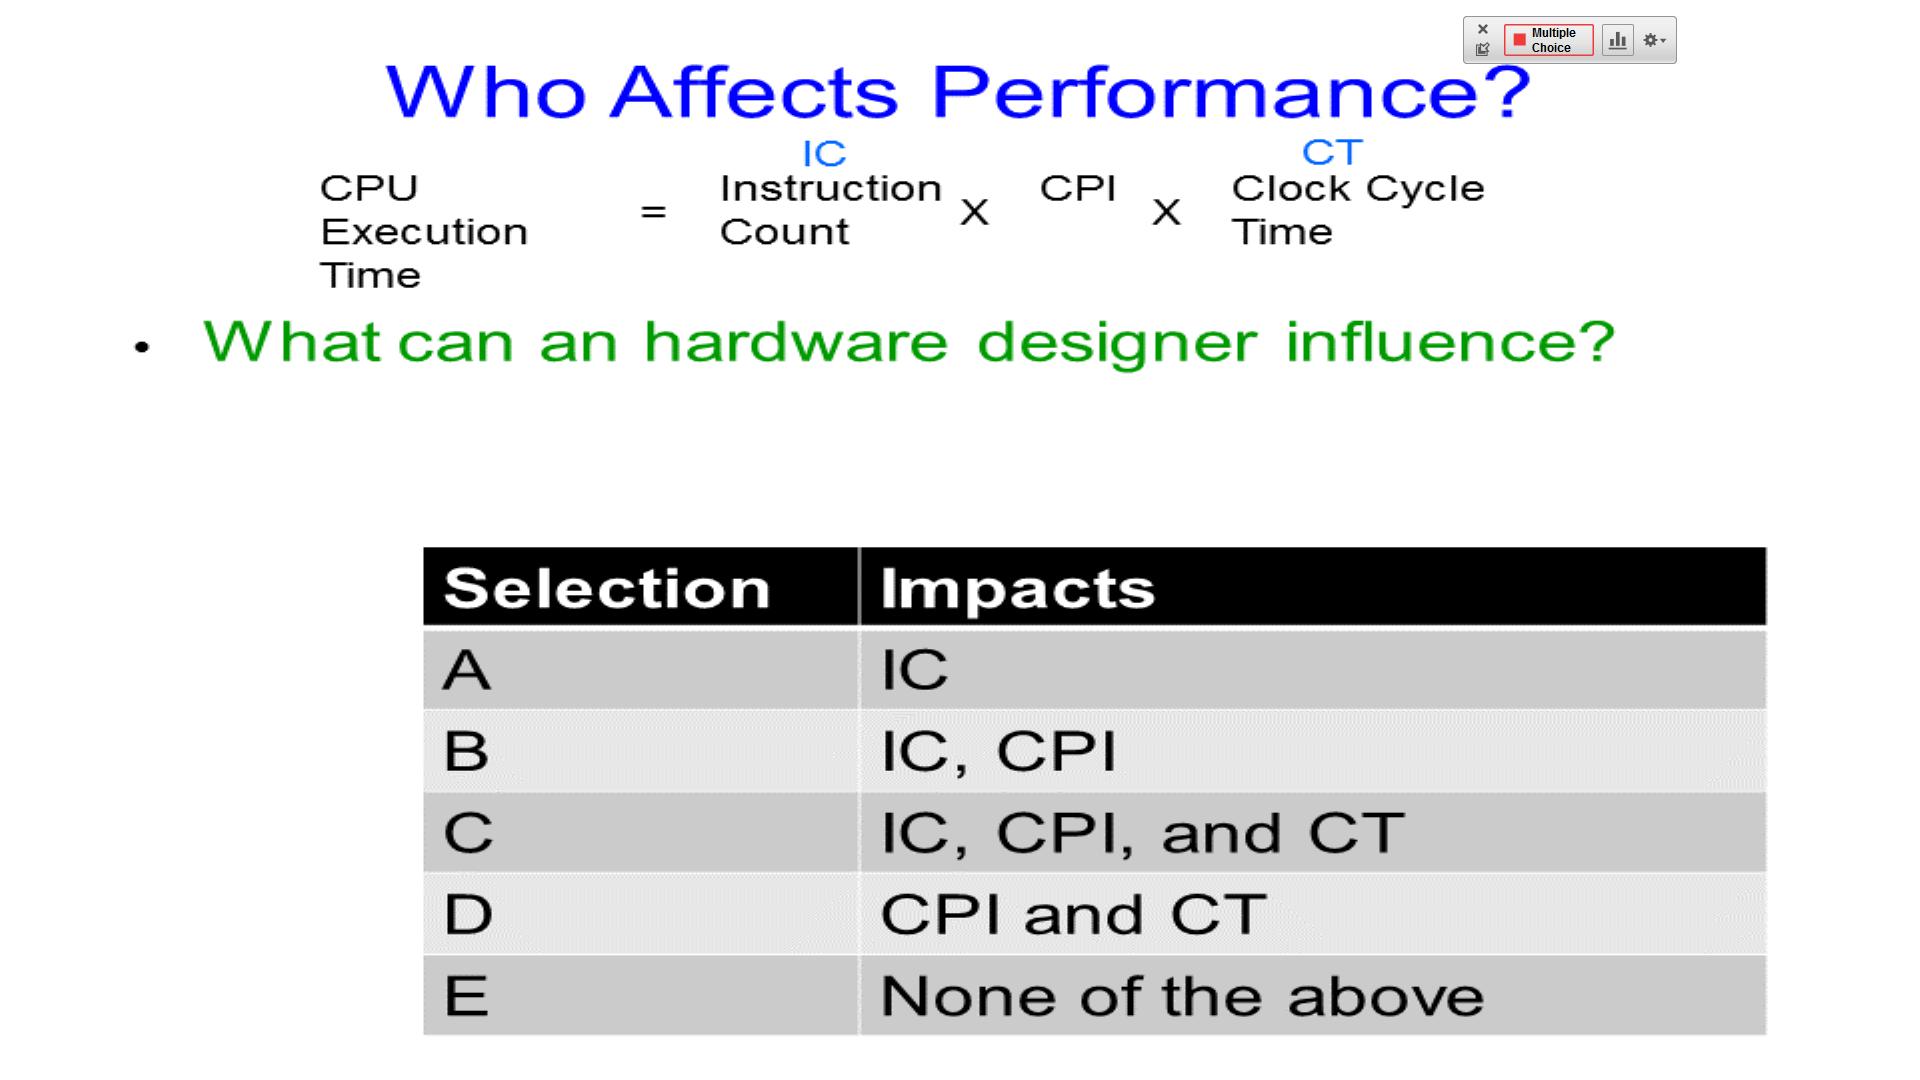 Multiple
Choice
Who Affects Performance?
IC CT
CPU Instruction CPI Clock Cycle
= X X
Execution Count Time
Time
• What can an hardware designer influence?
Selection Impacts
A IC
B IC, CPI
C IC, CPI, and CT
D CPI and CT
E None of the above